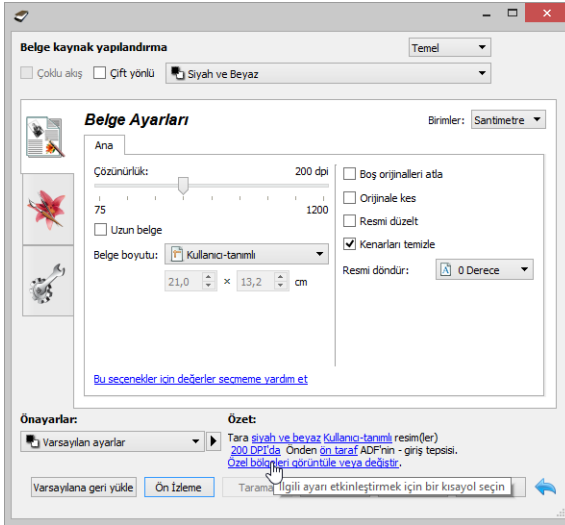 Belge kaynak yapılandırma
Temel
Çoklu akış
Çift yönlü
Siyah ve Beyaz
Belge Ayarları
Birimler: Santimetre
Ana
Çözünürlük: 200 dpi
75 1200
Uzun belge
Belge boyutu: Kullanıcı-tanımlı
21,0 × 13,2 cm
Boş orijinalleri atla
Orijinale kes
Resmi düzelt
Kenarları temizle
Resmi döndür: 0 Derece
Bu seçenekler için değerler seçmeme yardım et
Önayarlar:
Varsayılan ayarlar
Özet:
Tara siyah ve beyaz Kullanıcı-tanımlı resim(ler)
200 DPI'da Önden ön taraf ADF'nin - giriş tepsisi.
Özel bölgeleri görüntüle veya değiştir.
Varsayılana geri yükle
Ön İzleme
Tarama
İlgili ayarı etkinleştirmek için bir kısayol seçin